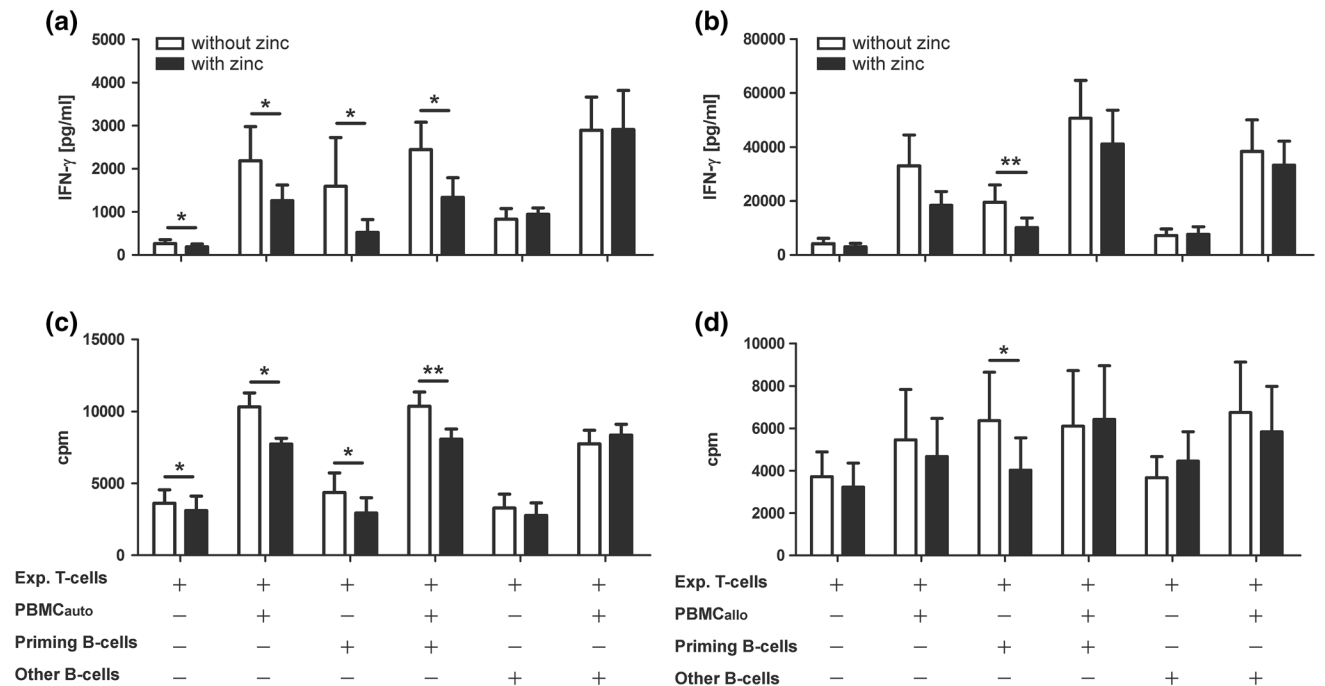 (a)
5000
4000
3000
2000
1000
0
IFN-γ [pg/ml]
without zinc
with zinc
*
*
*
*
(b)
80000
60000
40000
20000
0
IFN-γ [pg/ml]
without zinc
with zinc
**
(c)
15000
10000
5000
0
cpm
*
*
*
**
(d)
10000
8000
6000
4000
2000
0
cpm
*
Exp. T-cells + + + + + +
PBMCauto − + − + − +
Priming B-cells − − + + − −
Other B-cells − − − − + +
Exp. T-cells + + + + + +
PBMCallo − + − + − +
Priming B-cells − − + + − −
Other B-cells − − − − + +